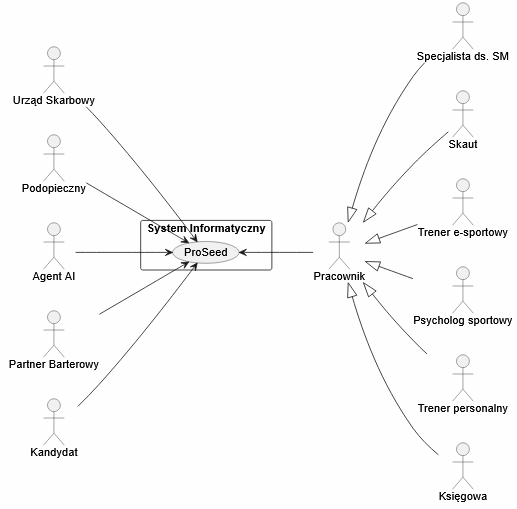 Specjalista ds. SM
Urząd Skarbowy
Skaut
Podopieczny
Trener e-sportowy
System Informatyczny
ProSeed
Agent AI
Pracownik
Psycholog sportowy
Partner Barterowy
Trener personalny
Kandydat
Księgowa